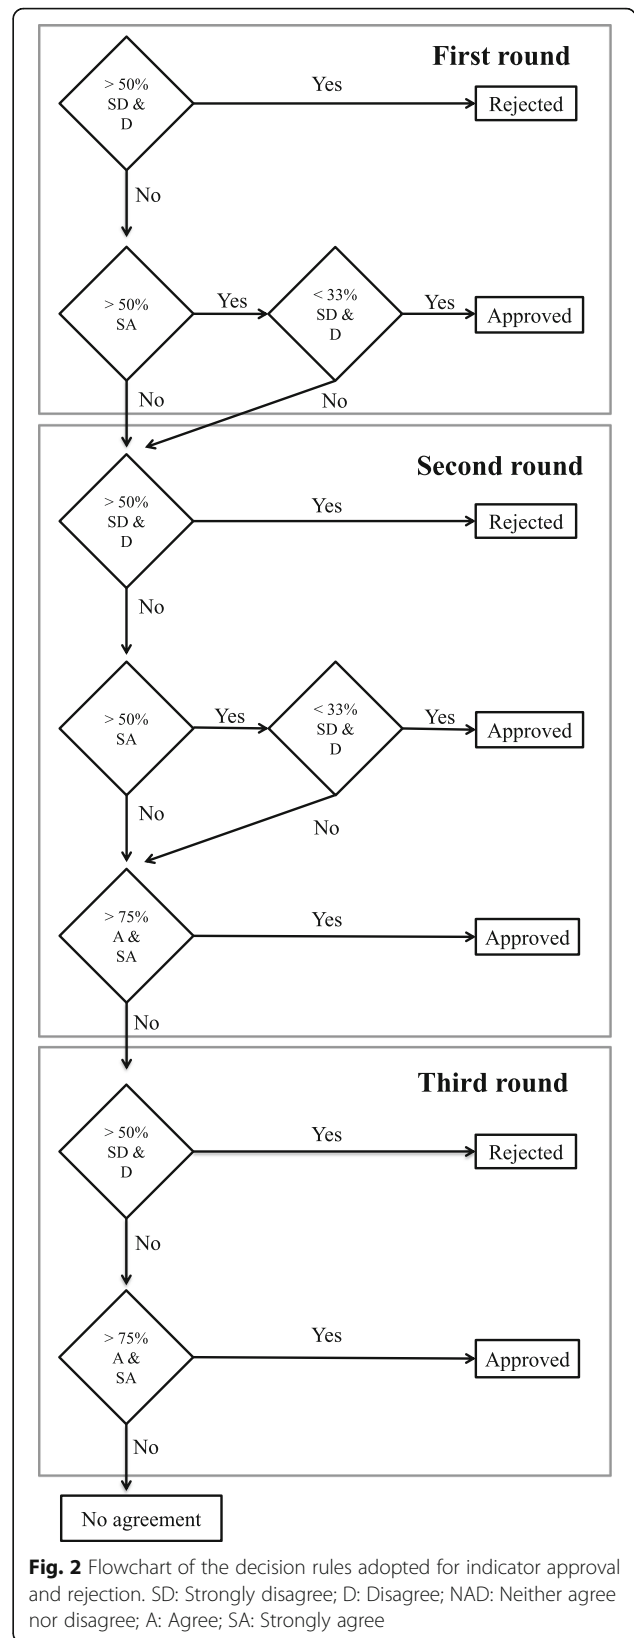 First round
> 50%
SD &
D
Yes
Rejected
No
> 50%
SA
Yes
< 33%
SD &
D
Yes
Approved
No
No
Second round
> 50%
SD &
D
Yes
Rejected
No
> 50%
SA
Yes
< 33%
SD &
D
Yes
Approved
No
No
> 75%
A &
SA
Yes
Approved
No
Third round
> 50%
SD &
D
Yes
Rejected
No
> 75%
A &
SA
Yes
Approved
No
No agreement
Fig. 2 Flowchart of the decision rules adopted for indicator approval
and rejection. SD: Strongly disagree; D: Disagree; NAD: Neither agree
nor disagree; A: Agree; SA: Strongly agree